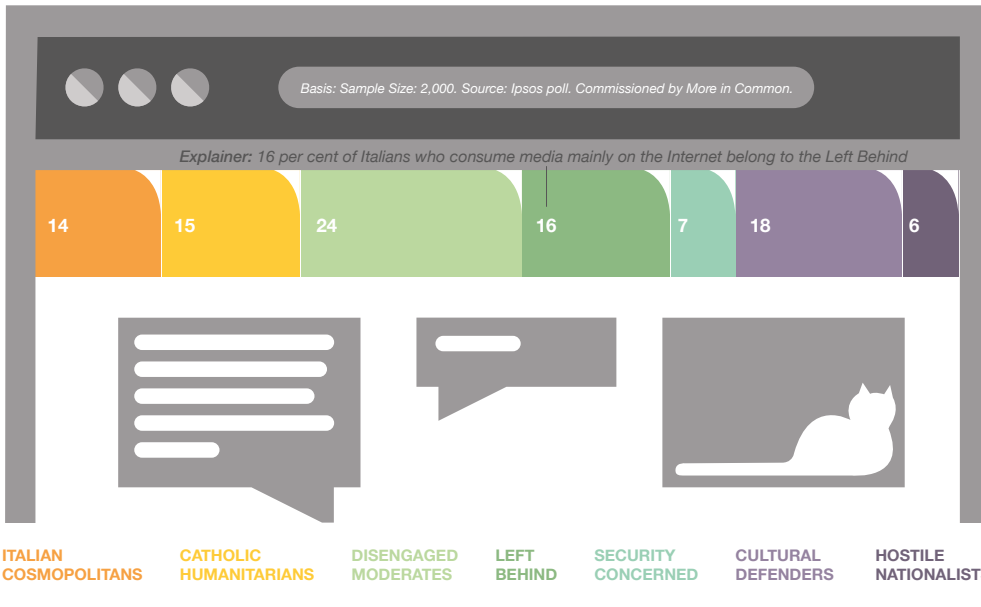 Basis: Sample Size: 2,000. Source: Ipsos poll. Commissioned by More in Common.
Explainer: 16 per cent of Italians who consume media mainly on the Internet belong to the Left Behind
14 15 24 16 7 18 6
ITALIAN COSMOPOLITANS
CATHOLIC HUMANITARIANS
DISENGAGED MODERATES
LEFT BEHIND
SECURITY CONCERNED
CULTURAL DEFENDERS
HOSTILE NATIONALIST